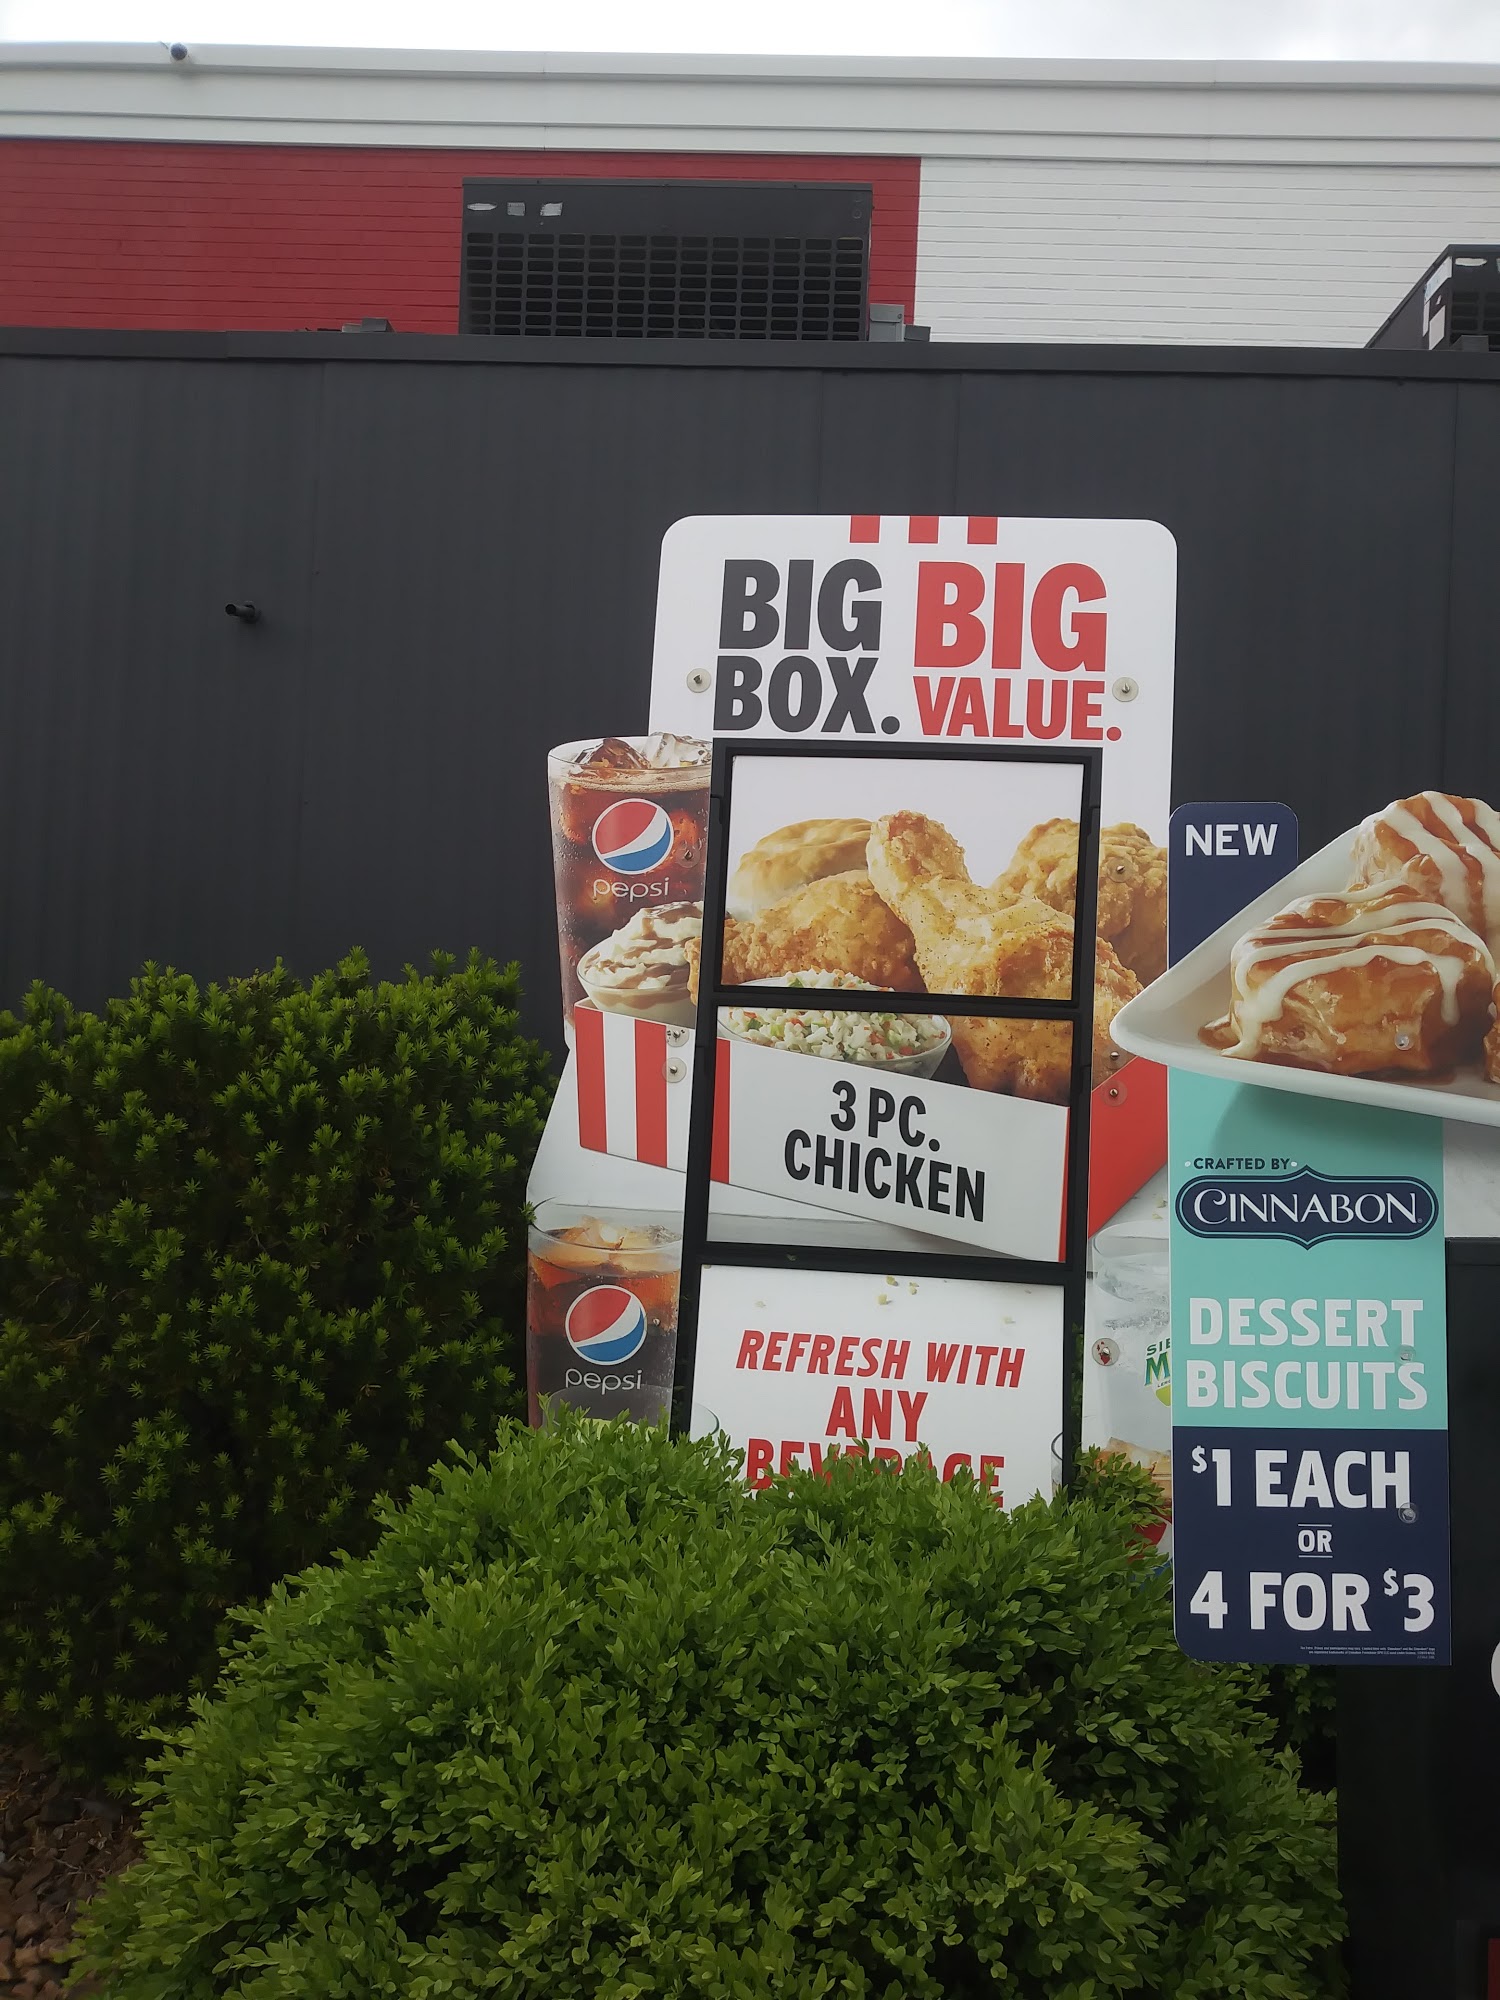 BIG BIG
BOX. VALUE.
pepsi
3 PC.
CHICKEN
pepsi
REFRESH WITH
ANY
BEVERAGE
NEW
CRAFTED BY
CINNABON
DESSERT
BISCUITS
$1 EACH
OR
4 FOR $3